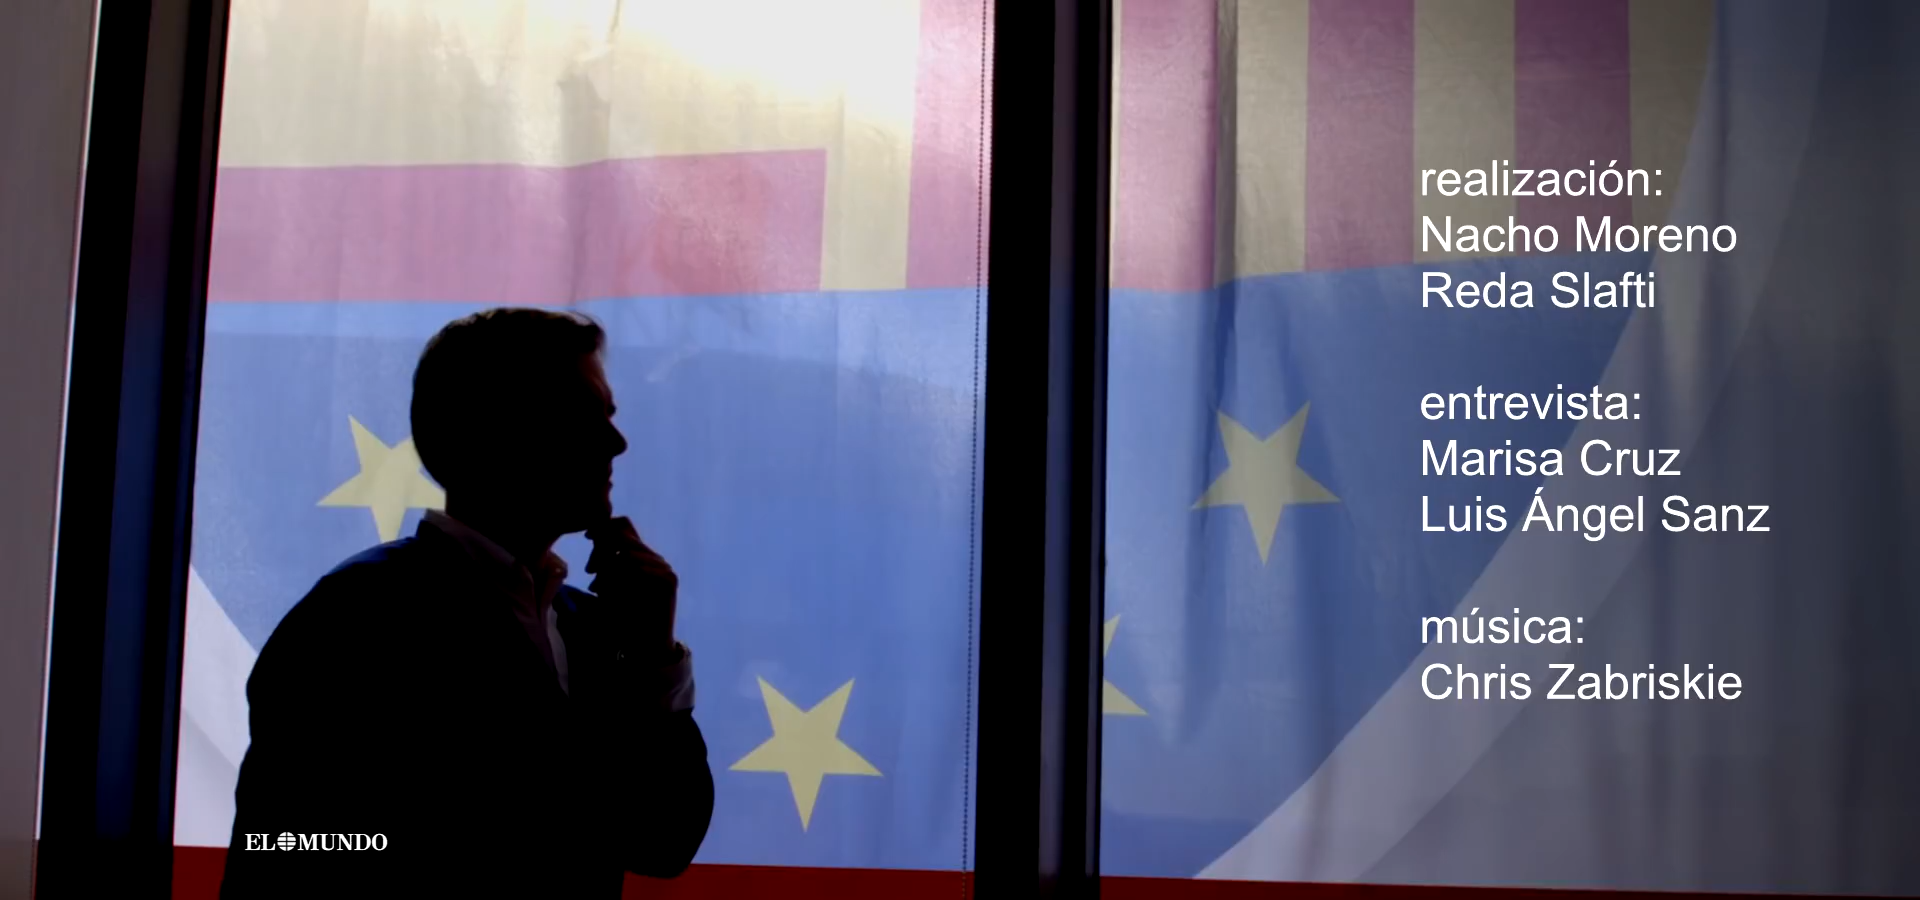 realización:
Nacho Moreno
Reda Slafti
entrevista:
Marisa Cruz
Luis Ángel Sanz
música:
Chris Zabriskie
EL MUNDO